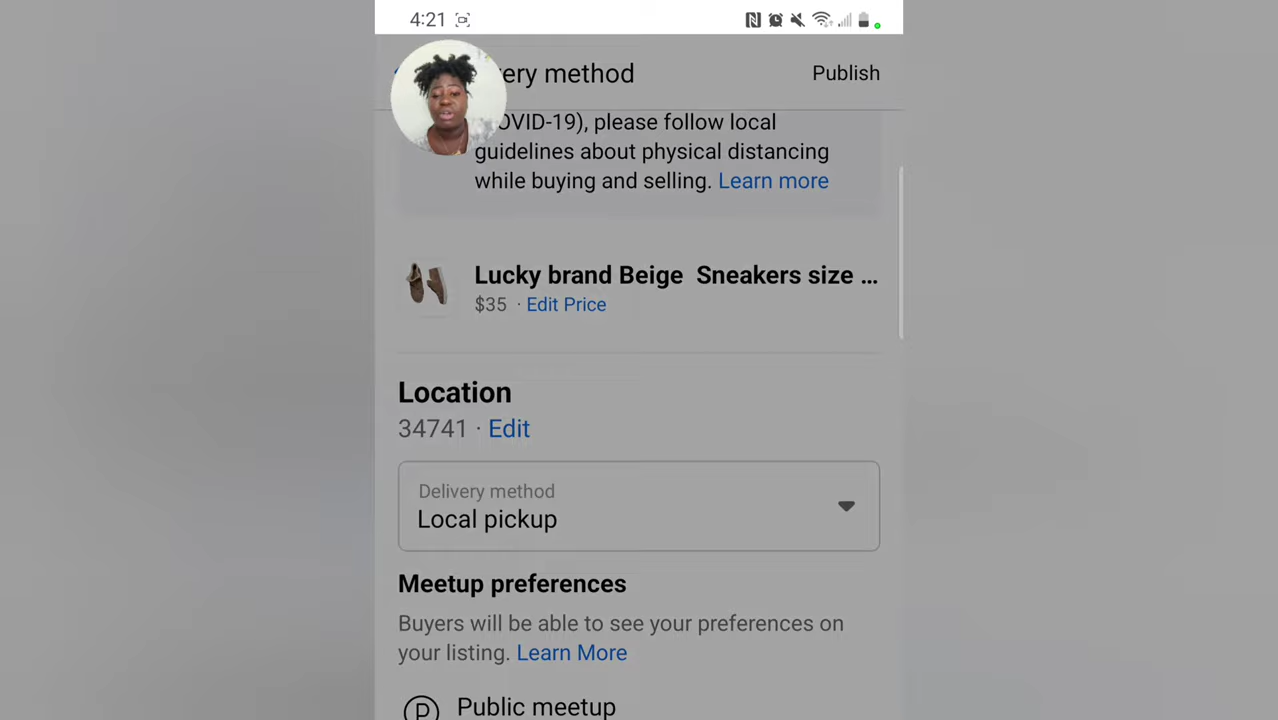 4:21
very method
Publish
OVID-19), please follow local
guidelines about physical distancing
while buying and selling. Learn more
Lucky brand Beige Sneakers size ...
$35 · Edit Price
Location
34741 · Edit
Delivery method
Local pickup
Meetup preferences
Buyers will be able to see your preferences on
your listing. Learn More
P Public meetup